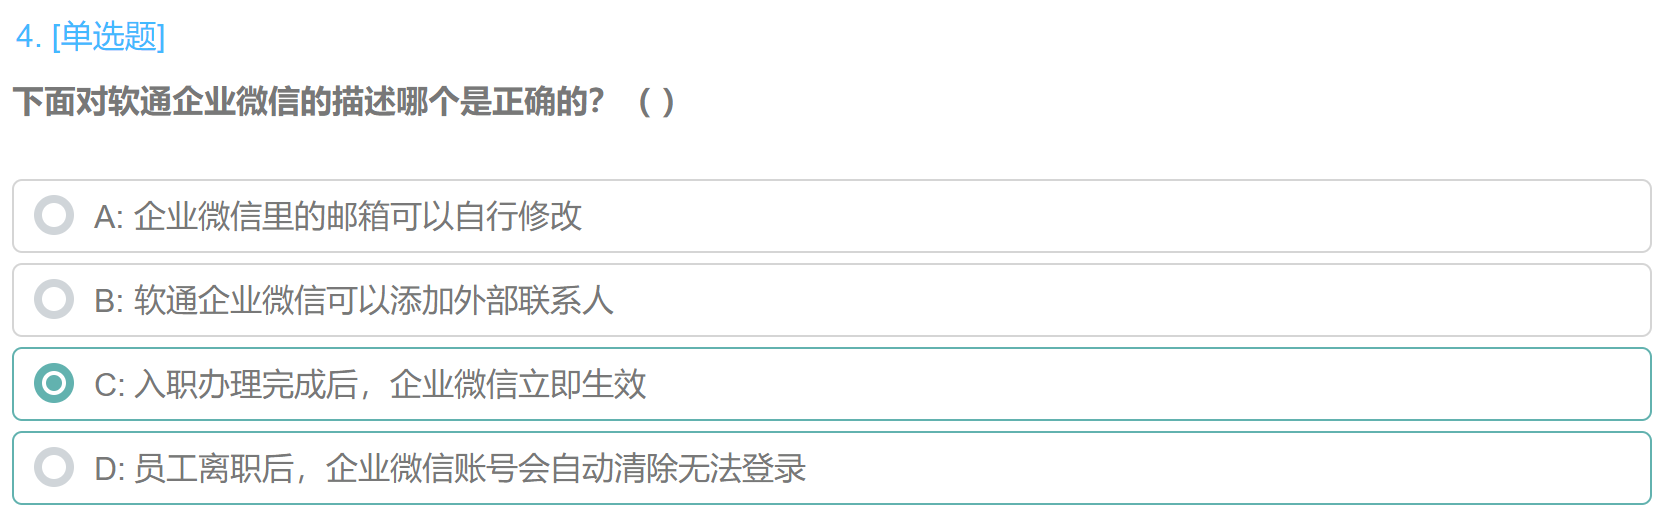 4. [单选题]
下面对软通企业微信的描述哪个是正确的？（ ）
A: 企业微信里的邮箱可以自行修改
B: 软通企业微信可以添加外部联系人
C: 入职办理完成后，企业微信立即生效
D: 员工离职后，企业微信账号会自动清除无法登录